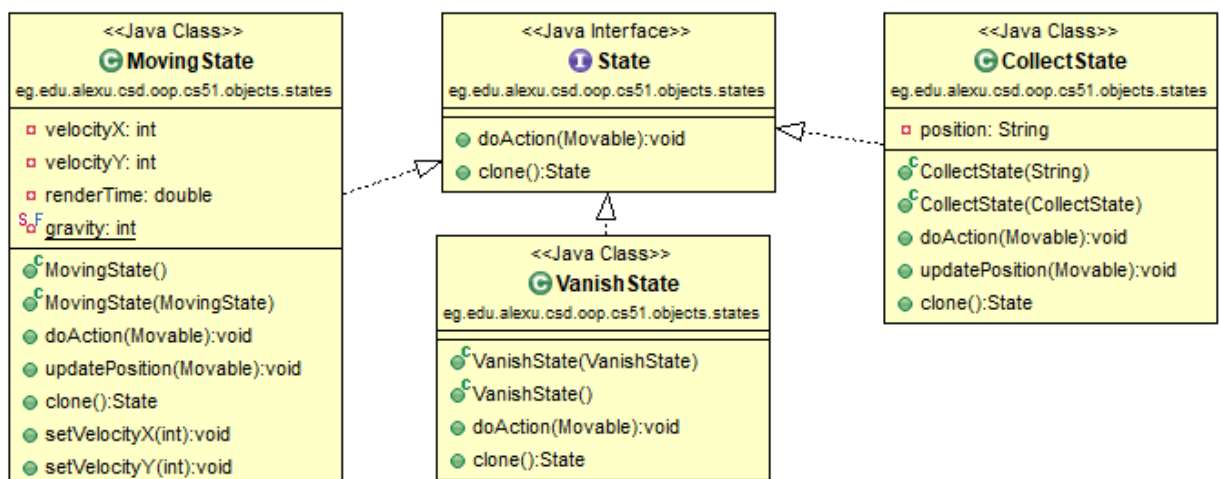 <<Java Class>>
MovingState
eg.edu.alexu.csd.oop.cs51.objects.states
velocityX: int
velocityY: int
renderTime: double
S F gravity: int
MovingState()
MovingState(MovingState)
doAction(Movable):void
updatePosition(Movable):void
clone():State
setVelocityX(int):void
setVelocityY(int):void
<<Java Interface>>
I State
eg.edu.alexu.csd.oop.cs51.objects.states
doAction(Movable):void
clone():State
<<Java Class>>
C VanishState
eg.edu.alexu.csd.oop.cs51.objects.states
VanishState(VanishState)
VanishState()
doAction(Movable):void
clone():State
<<Java Class>>
C CollectState
eg.edu.alexu.csd.oop.cs51.objects.states
position: String
CollectState(String)
CollectState(CollectState)
doAction(Movable):void
updatePosition(Movable):void
clone():State